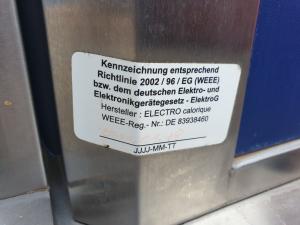 Kennzeichnung entsprechend
Richtlinie 2002 / 96 / EG (WEEE)
bzw. dem deutschen Elektro- und
Elektronikgerätegesetz - ElektroG
Hersteller : ELECTRO calorique
WEEE-Reg.- Nr.: DE 83938460
JJJJ-MM-TT